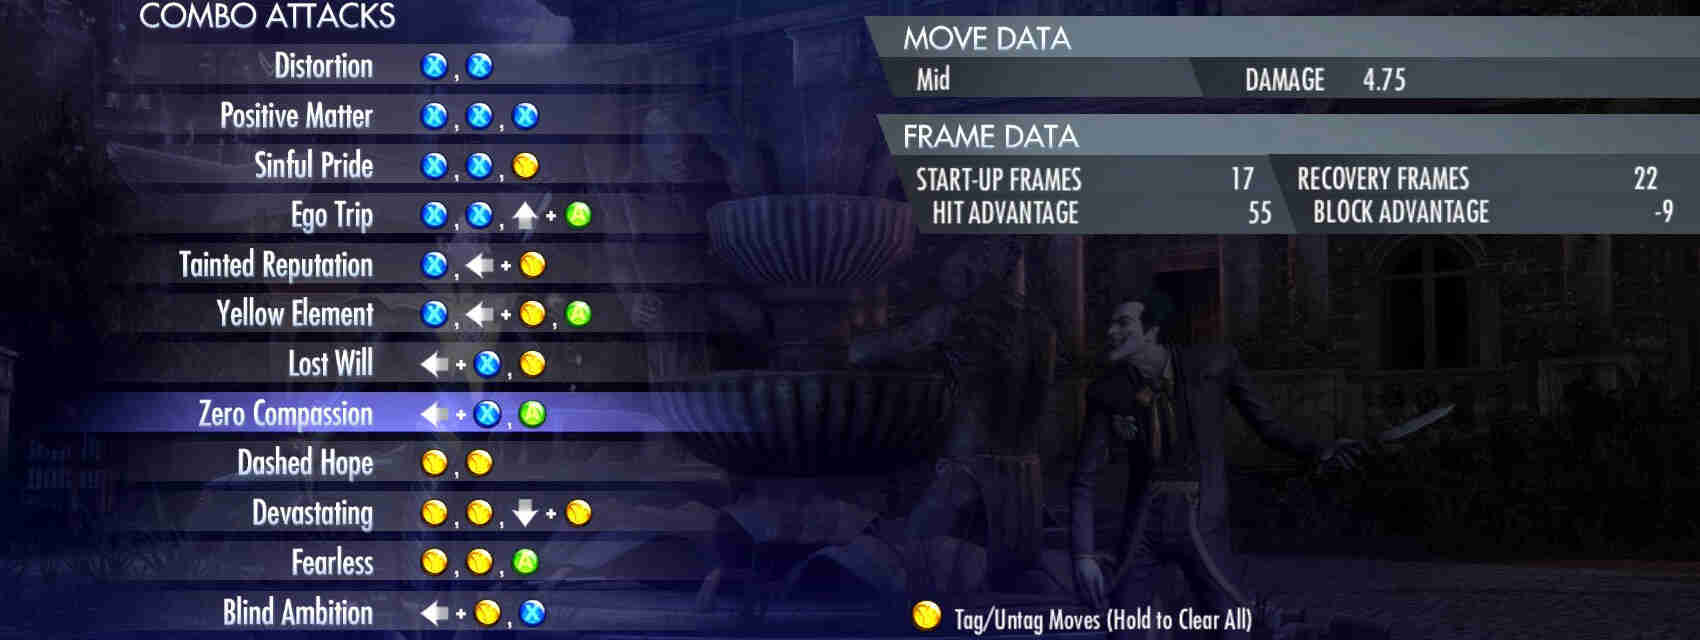 COMBO ATTACKS
Distortion X , X
Positive Matter X , X , X
Sinful Pride X , X , Y
Ego Trip X , X , + A
Tainted Reputation X , + Y
Yellow Element X , + Y , A
Lost Will + X , Y
Zero Compassion + X , A
Dashed Hope Y , Y
Devastating Y , Y , + Y
Fearless Y , Y , A
Blind Ambition + Y , X
MOVE DATA
Mid DAMAGE 4.75
FRAME DATA
START-UP FRAMES 17 RECOVERY FRAMES 22
HIT ADVANTAGE 55 BLOCK ADVANTAGE -9
Y Tag/Untag Moves (Hold to Clear All)